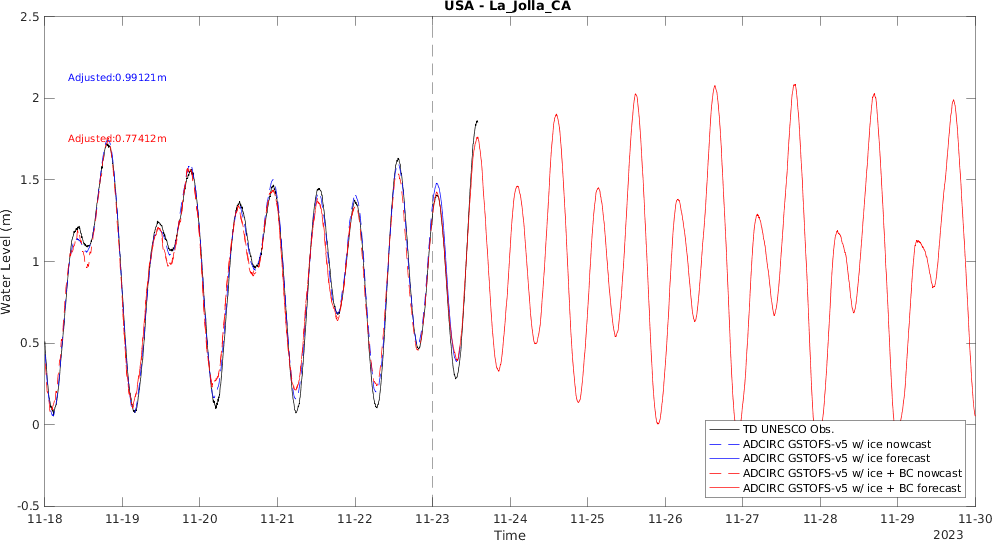 USA - La_Jolla_CA
2.5
2
1.5
1
0.5
0
-0.5
Water Level (m)
Adjusted:0.99121m
Adjusted:0.77412m
TD UNESCO Obs.
ADCIRC GSTOFS-v5 w/ ice nowcast
ADCIRC GSTOFS-v5 w/ ice forecast
ADCIRC GSTOFS-v5 w/ ice + BC nowcast
ADCIRC GSTOFS-v5 w/ ice + BC forecast
11-18 11-19 11-20 11-21 11-22 11-23 11-24 11-25 11-26 11-27 11-28 11-29 11-30
Time
2023